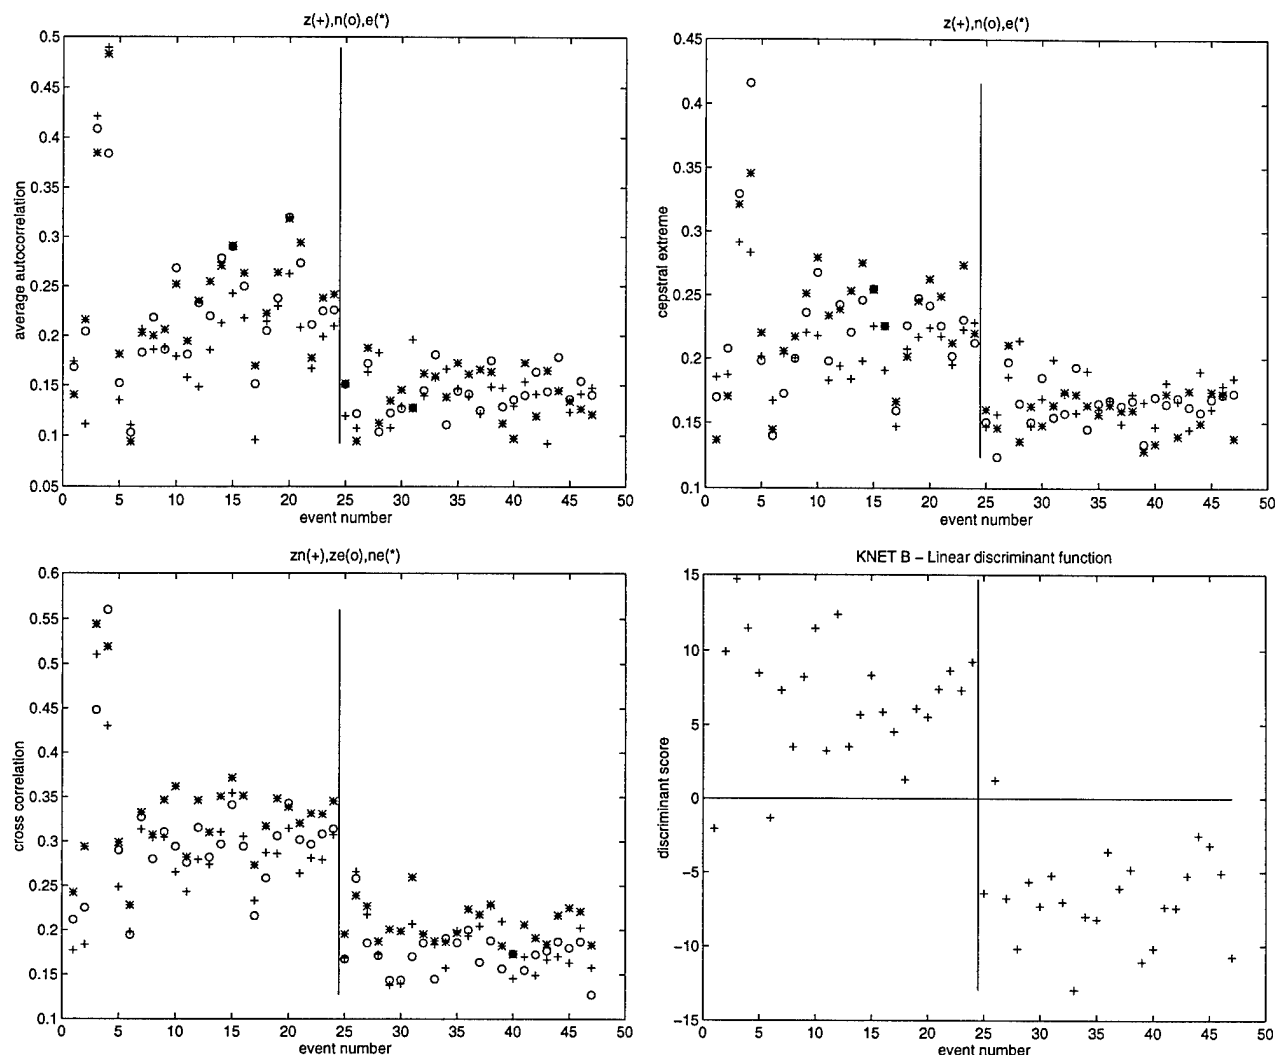 z(+),n(o),e(*)
0.5
0.45
0.4
0.35
0.3
0.25
0.2
0.15
0.1
0.05
average autocorrelation
0 5 10 15 20 25 30 35 40 45 50
event number
z(+),n(o),e(*)
0.45
0.4
0.35
0.3
0.25
0.2
0.15
0.1
cepstral extreme
0 5 10 15 20 25 30 35 40 45 50
event number
zn(+),ze(o),ne(*)
0.6
0.55
0.5
0.45
0.4
0.35
0.3
0.25
0.2
0.15
0.1
cross correlation
0 5 10 15 20 25 30 35 40 45 50
event number
KNET B – Linear discriminant function
15
10
5
0
−5
−10
−15
discriminant score
0 5 10 15 20 25 30 35 40 45 50
event number